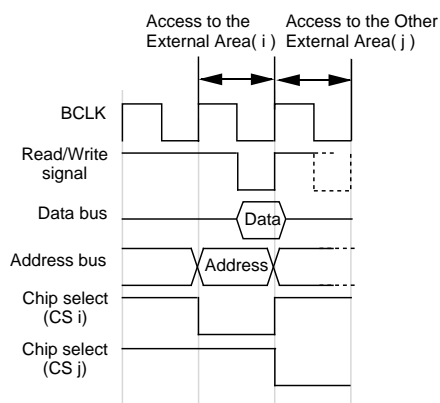 Access to the
External Area( i )
Access to the Other
External Area( j )
BCLK
Read/Write
signal
Data bus
Data
Address bus
Address
Chip select
(CS i)
Chip select
(CS j)